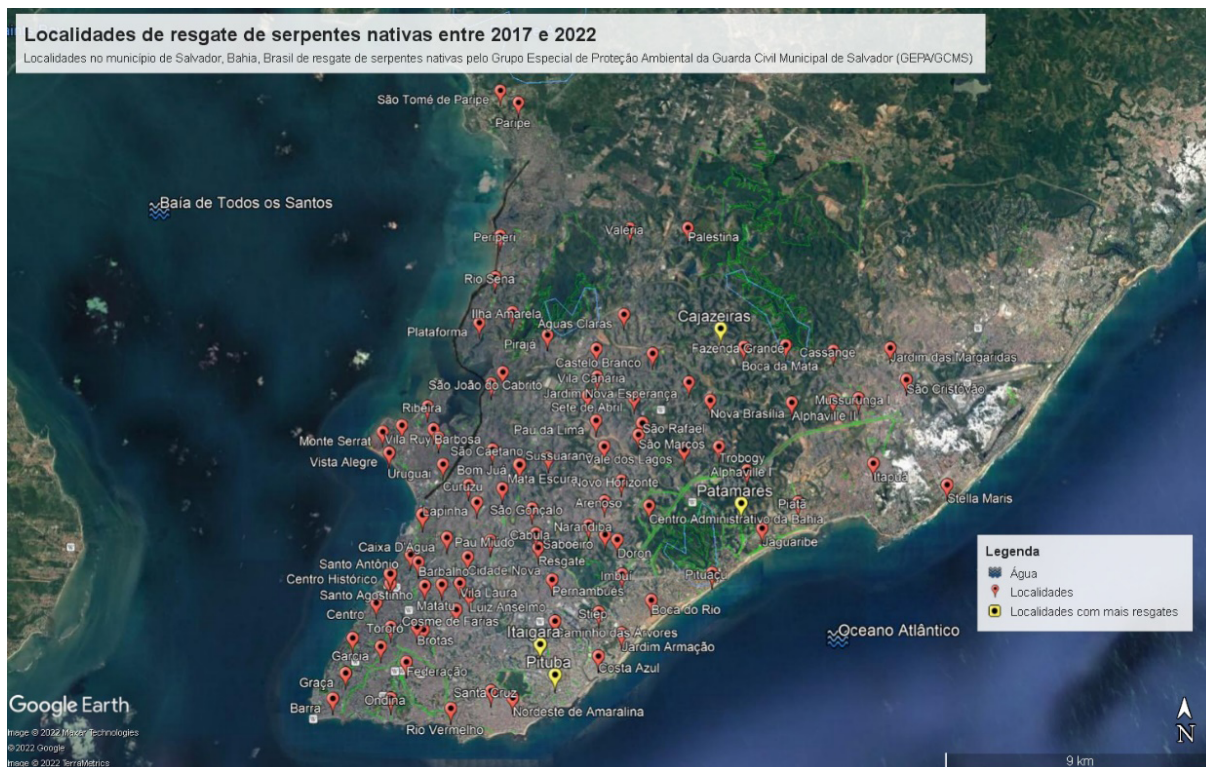 Localidades de resgate de serpentes nativas entre 2017 e 2022
Localidades no município de Salvador, Bahia, Brasil de resgate de serpentes nativas pelo Grupo Especial de Proteção Ambiental da Guarda Civil Municipal de Salvador (GEPA/GCMS)
São Tomé de Paripe
Paripe
Baía de Todos os Santos
Periperi
Valéria
Palestina
Rio Sena
Ilha Amarela
Plataforma
Águas Claras
Cajazeiras
Pirajá
Castelo Branco
Fazenda Grande
Cassange
Jardim das Margaridas
Boca da Mata
São João do Cabrito
Vila Canária
São Cristóvão
Jardim Nova Esperança
Mussurunga I
Sete de Abril
Nova Brasília
Alphaville II
Ribeira
Pau da Lima
São Rafael
Monte Serrat
Vila Ruy Barbosa
São Marcos
São Caetano
Sussuarana
Vale dos Lagos
Trobogy
Vista Alegre
Uruguai
Bom Juá
Mata Escura
Novo Horizonte
Alphaville I
Itapuã
Curuzu
Patamares
Stella Maris
Lapinha
São Gonçalo
Arenoso
Piatã
Centro Administrativo da Bahia
Narandiba
Cabula
Caixa D'Água
Pau Miúdo
Saboeiro
Doron
Jaguaribe
Santo Antônio
Resgate
Centro Histórico
Barbalho
Cidade Nova
Imbuí
Pituaçu
Santo Agostinho
Vila Laura
Pernambués
Centro
Matatu
Luiz Anselmo
Stiep
Boca do Rio
Cosme de Farias
Tororó
Brotas
Itaigara
Caminho das Árvores
Jardim Armação
Garcia
Pituba
Costa Azul
Federação
Graça
Barra
Ondina
Santa Cruz
Nordeste de Amaralina
Rio Vermelho
Oceano Atlântico
Legenda
Água
Localidades
Localidades com mais resgates
Google Earth
Image © 2022 Maxar Technologies
© 2022 Google
Image © 2022 TerraMetrics
N
9 km